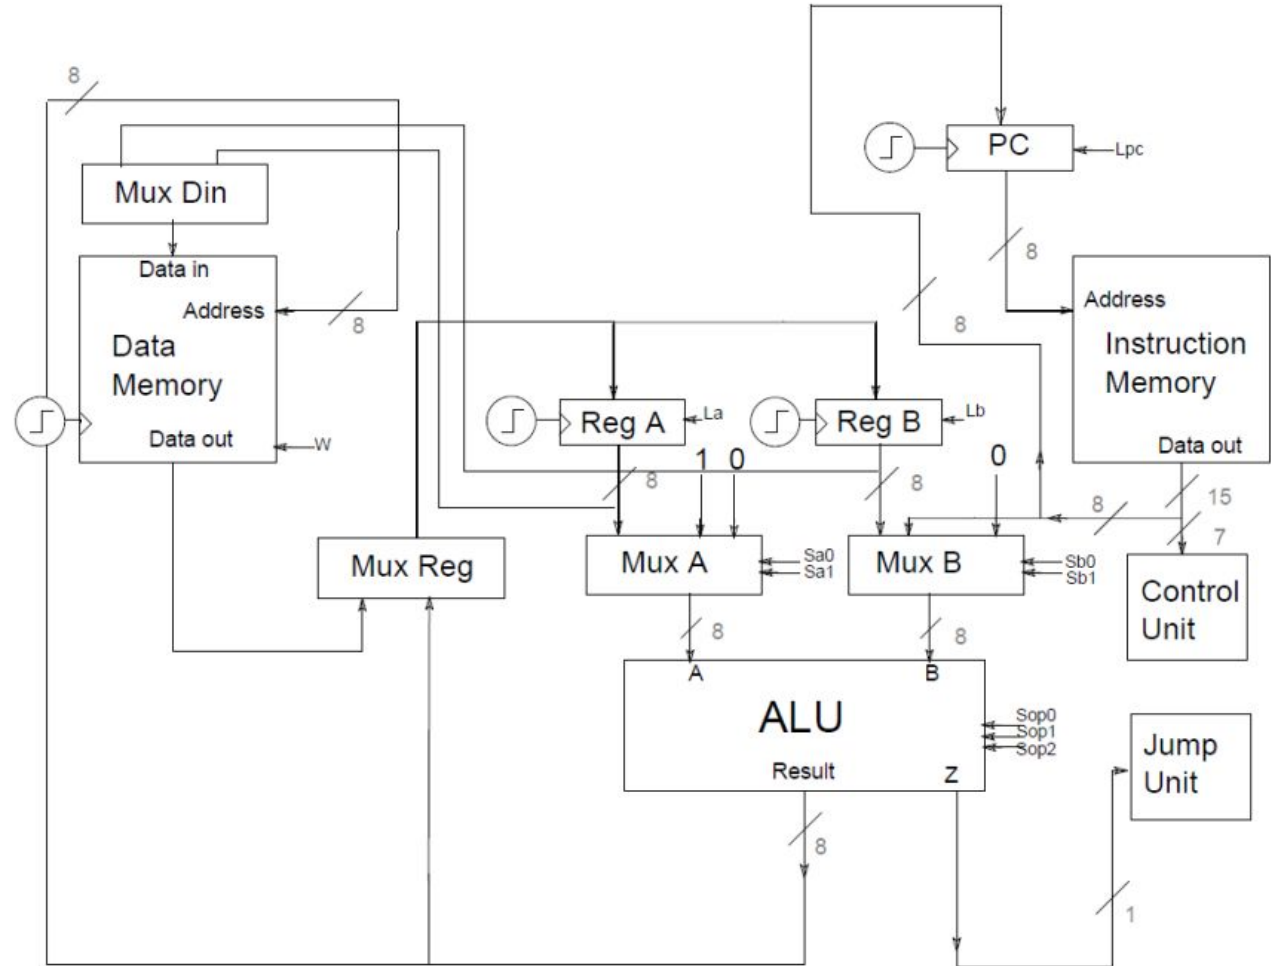 8
PC
Lpc
Mux Din
8
Data in
Address
8
8
Data
Memory
Data out
W
Address
Instruction
Memory
Data out
Reg A
La
Reg B
Lb
8
1 0
8
0
8
15
7
Mux Reg
Mux A
Sa0
Sa1
Mux B
Sb0
Sb1
Control
Unit
8
8
A
B
ALU
Sop0
Sop1
Sop2
Result
Z
Jump
Unit
8
1